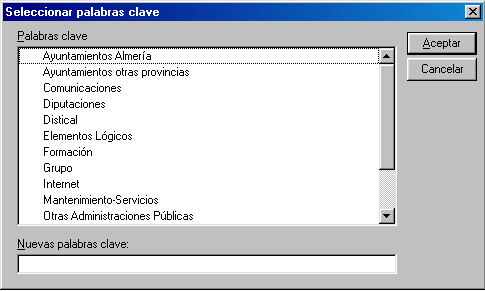 Seleccionar palabras clave
Palabras clave
Aceptar
Cancelar
Ayuntamientos Almería
Ayuntamientos otras provincias
Comunicaciones
Diputaciones
Distical
Elementos Lógicos
Formación
Grupo
Internet
Mantenimiento-Servicios
Otras Administraciones Públicas
Nuevas palabras clave: